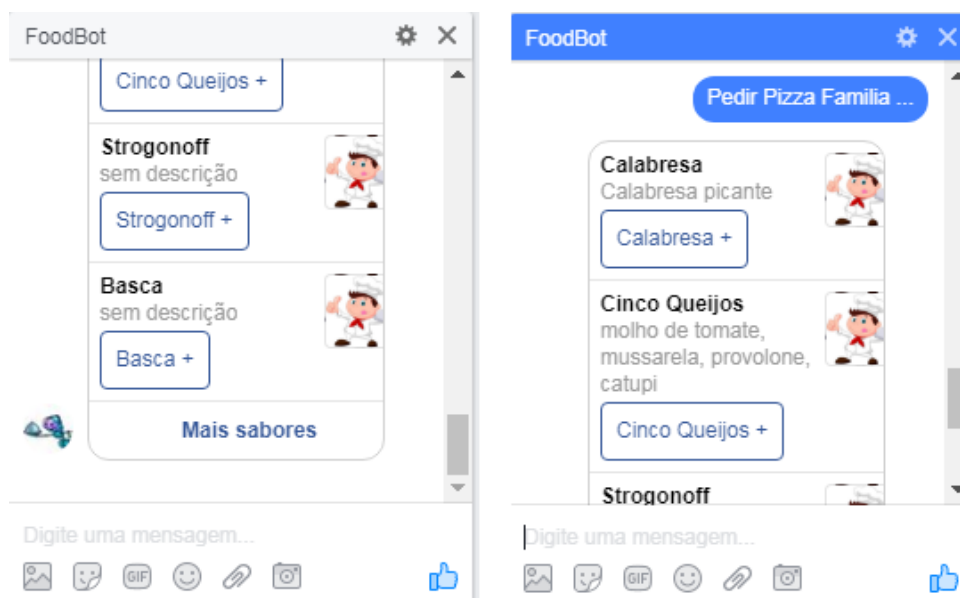 FoodBot
Cinco Queijos +
Strogonoff
sem descrição
Strogonoff +
Basca
sem descrição
Basca +
Mais sabores
Digite uma mensagem...
GIF
FoodBot
Pedir Pizza Familia ...
Calabresa
Calabresa picante
Calabresa +
Cinco Queijos
molho de tomate,
mussarela, provolone,
catupi
Cinco Queijos +
Strogonoff
Digite uma mensagem...
GIF